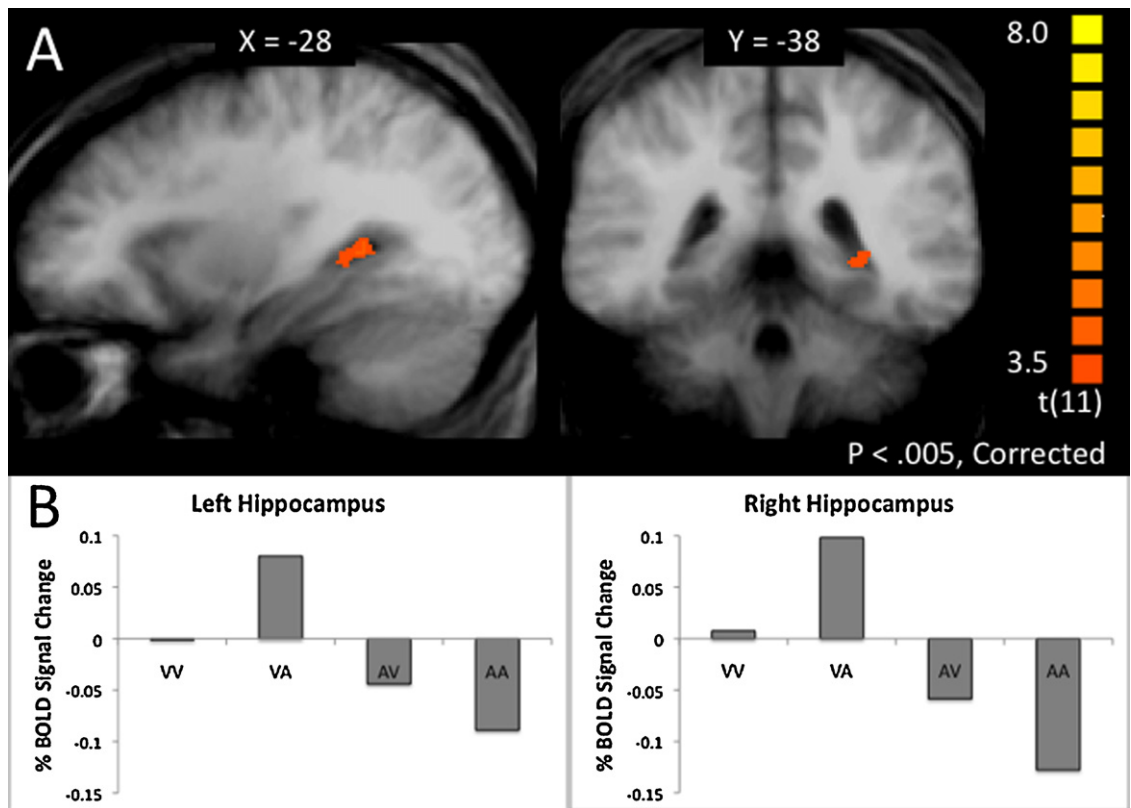 A
X = -28
Y = -38
8.0
3.5
t(11)
P < .005, Corrected
B
Left Hippocampus
% BOLD Signal Change
0.1
0.05
0
-0.05
-0.1
-0.15
VV
VA
AV
AA
Right Hippocampus
% BOLD Signal Change
0.1
0.05
0
-0.05
-0.1
-0.15
VV
VA
AV
AA